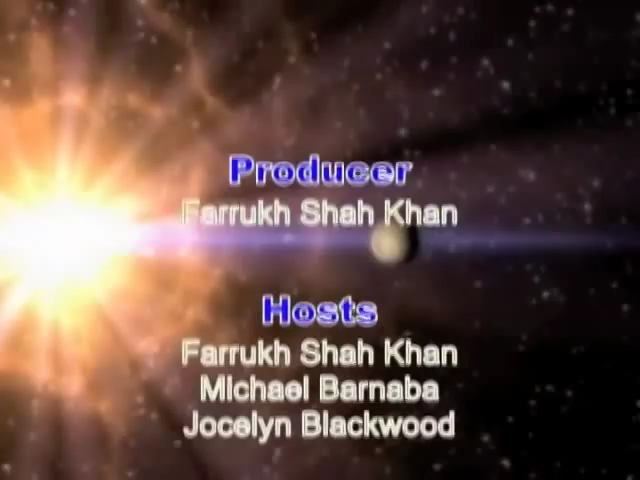 Producer
Farrukh Shah Khan
Hosts
Farrukh Shah Khan
Michael Barnaba
Jocelyn Blackwood